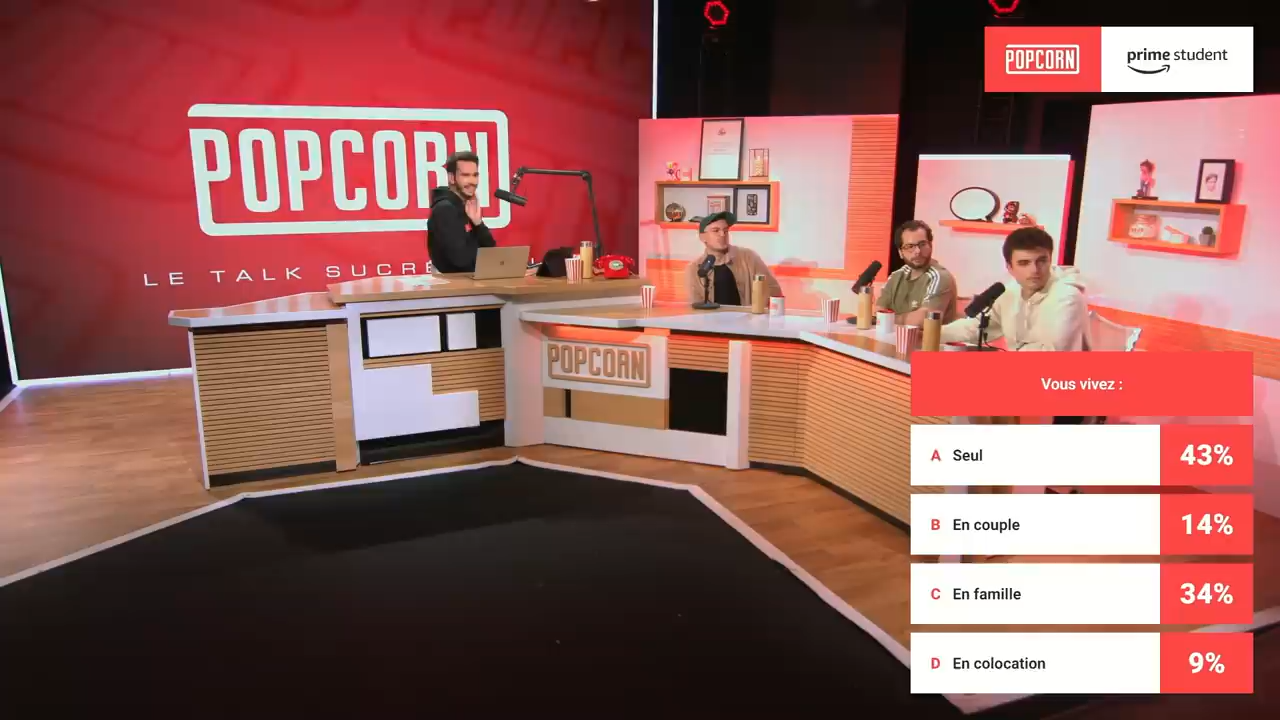 POPCORN
prime student
POPCORN
LE TALK SUCRÉ
POPCORN
Vous vivez :
A Seul 43%
B En couple 14%
C En famille 34%
D En colocation 9%